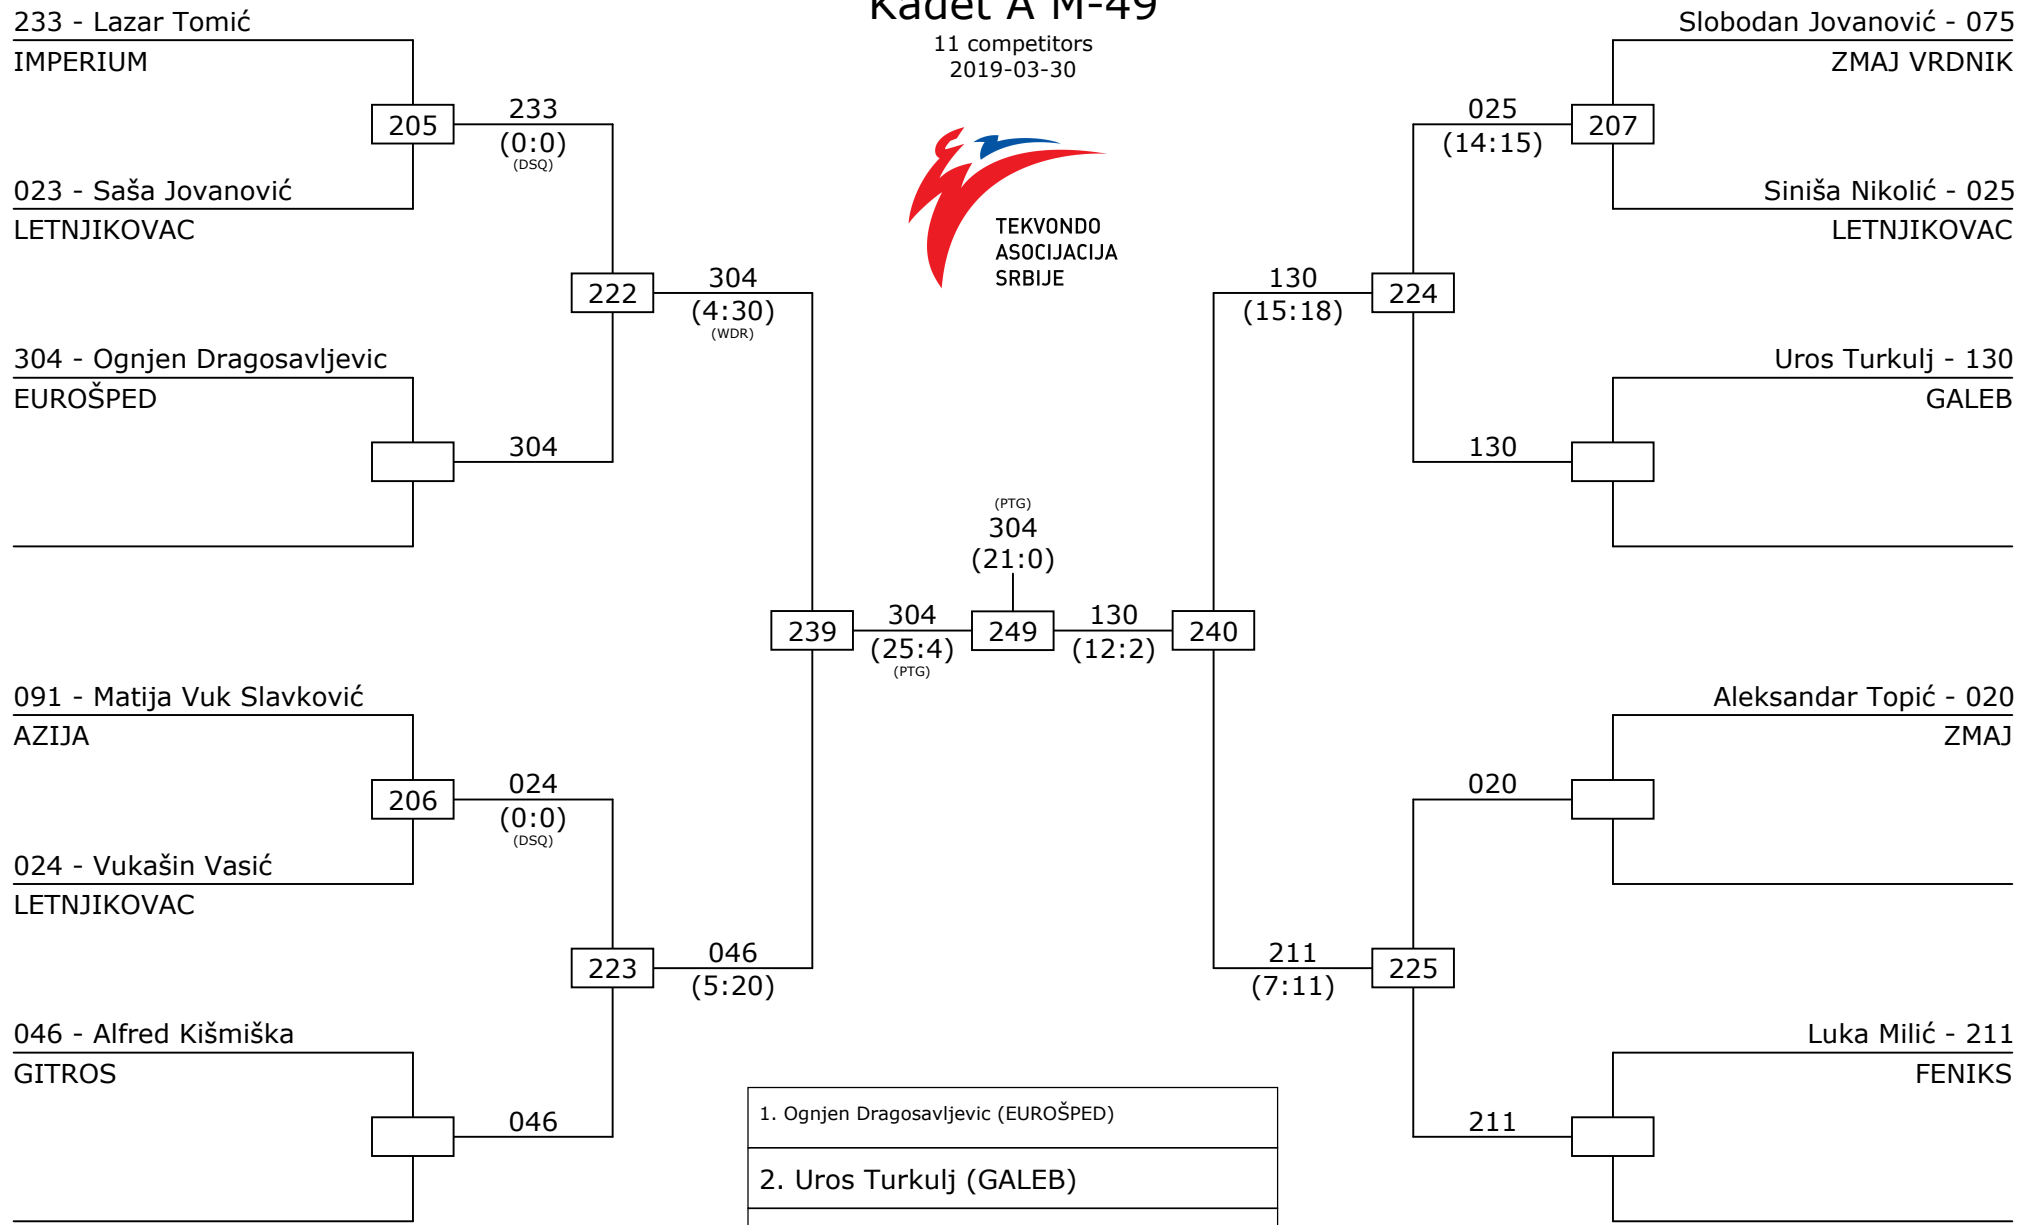 Kadet A M-49
11 competitors
2019-03-30
TEKVONDO
ASOCIJACIJA
SRBIJE
233 - Lazar Tomić
IMPERIUM
205
233
(0:0)
(DSQ)
023 - Saša Jovanović
LETNJIKOVAC
222
304
(4:30)
(WDR)
304 - Ognjen Dragosavljevic
EUROŠPED
304
239
304
(25:4)
(PTG)
091 - Matija Vuk Slavković
AZIJA
206
024
(0:0)
(DSQ)
024 - Vukašin Vasić
LETNJIKOVAC
223
046
(5:20)
046 - Alfred Kišmiška
GITROS
046
(PTG)
304
(21:0)
249
Slobodan Jovanović - 075
ZMAJ VRDNIK
025
(14:15)
207
Siniša Nikolić - 025
LETNJIKOVAC
130
(15:18)
224
Uros Turkulj - 130
GALEB
130
130
(12:2)
240
Aleksandar Topić - 020
ZMAJ
020
211
(7:11)
225
Luka Milić - 211
FENIKS
211
1. Ognjen Dragosavljevic (EUROŠPED)
2. Uros Turkulj (GALEB)